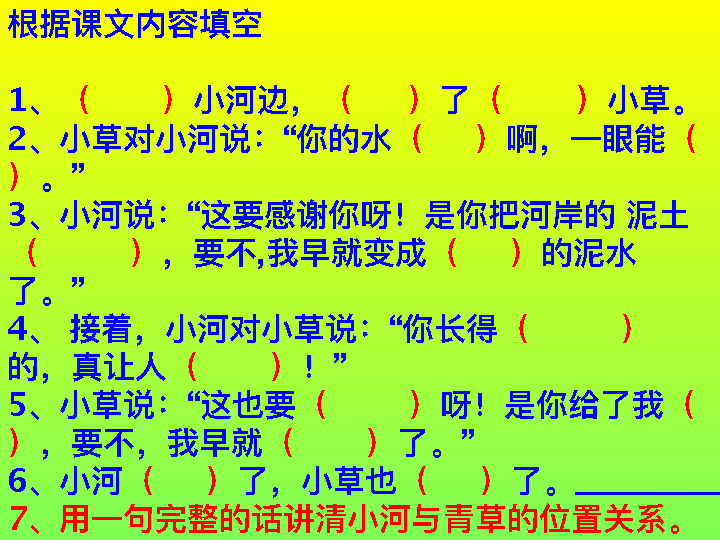 根据课文内容填空
1、（      ）小河边，（    ）了（      ）小草。
2、小草对小河说：“你的水（    ）啊，一眼能（
）。”
3、小河说：“这要感谢你呀！是你把河岸的 泥土
（        ），要不,我早就变成（    ）的泥水
了。”
4、 接着，小河对小草说：“你长得（        ）
的，真让人（      ）！”
5、小草说：“这也要（       ）呀！是你给了我（
），要不，我早就（      ）了。”
6、小河（    ）了，小草也（    ）了。_________
7、用一句完整的话讲清小河与青草的位置关系。